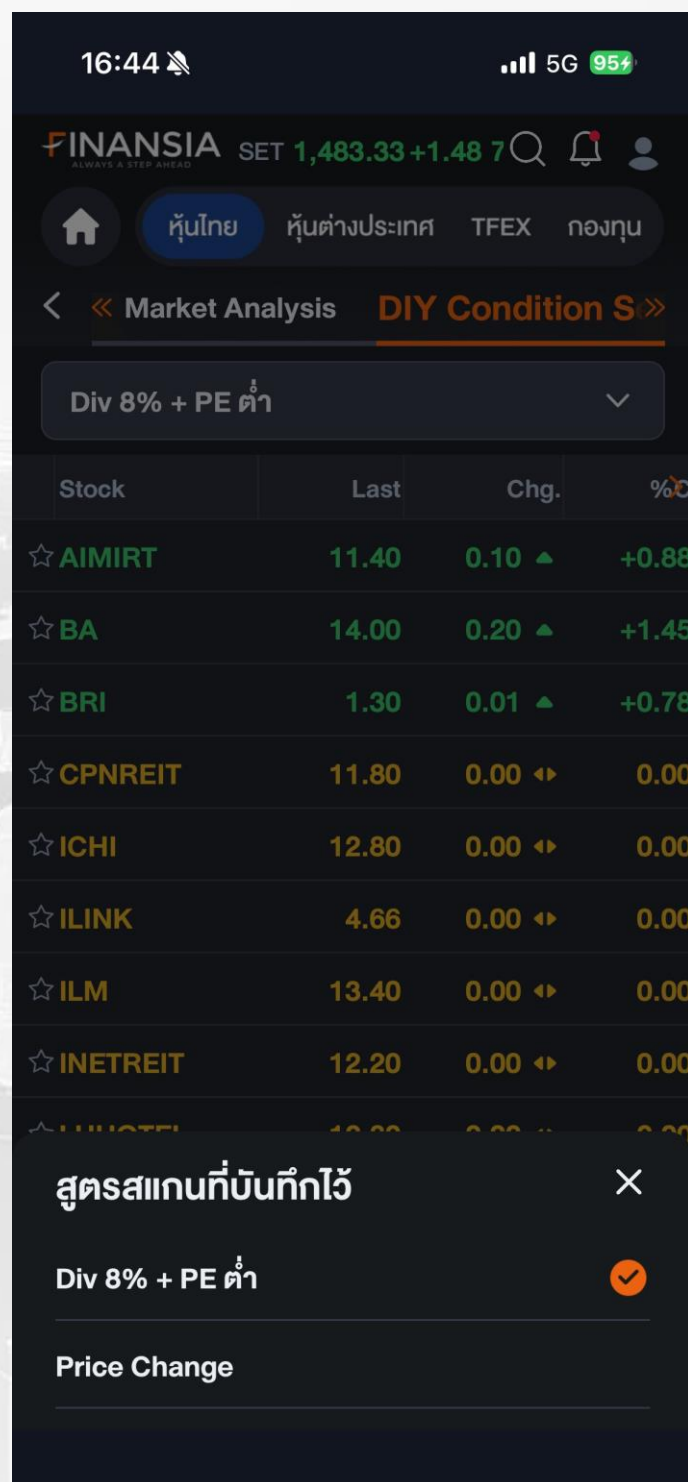 16:44
5G 95
FINANSIA SET 1,483.33 +1.48 7
ALWAYS A STEP AHEAD
หุ้นไทย หุ้นต่างประเทศ TFEX กองทุน
Market Analysis DIY Condition
Div 8% + PE ต่ำ
Stock Last Chg.
AIMIRT 11.40 0.10 +0.88
BA 14.00 0.20 +1.45
BRI 1.30 0.01 +0.78
CPNREIT 11.80 0.00 0.00
ICHI 12.80 0.00 0.00
ILINK 4.66 0.00 0.00
ILM 13.40 0.00 0.00
INETREIT 12.20 0.00 0.00
สูตรสแกนที่บันทึกไว้
Div 8% + PE ต่ำ
Price Change